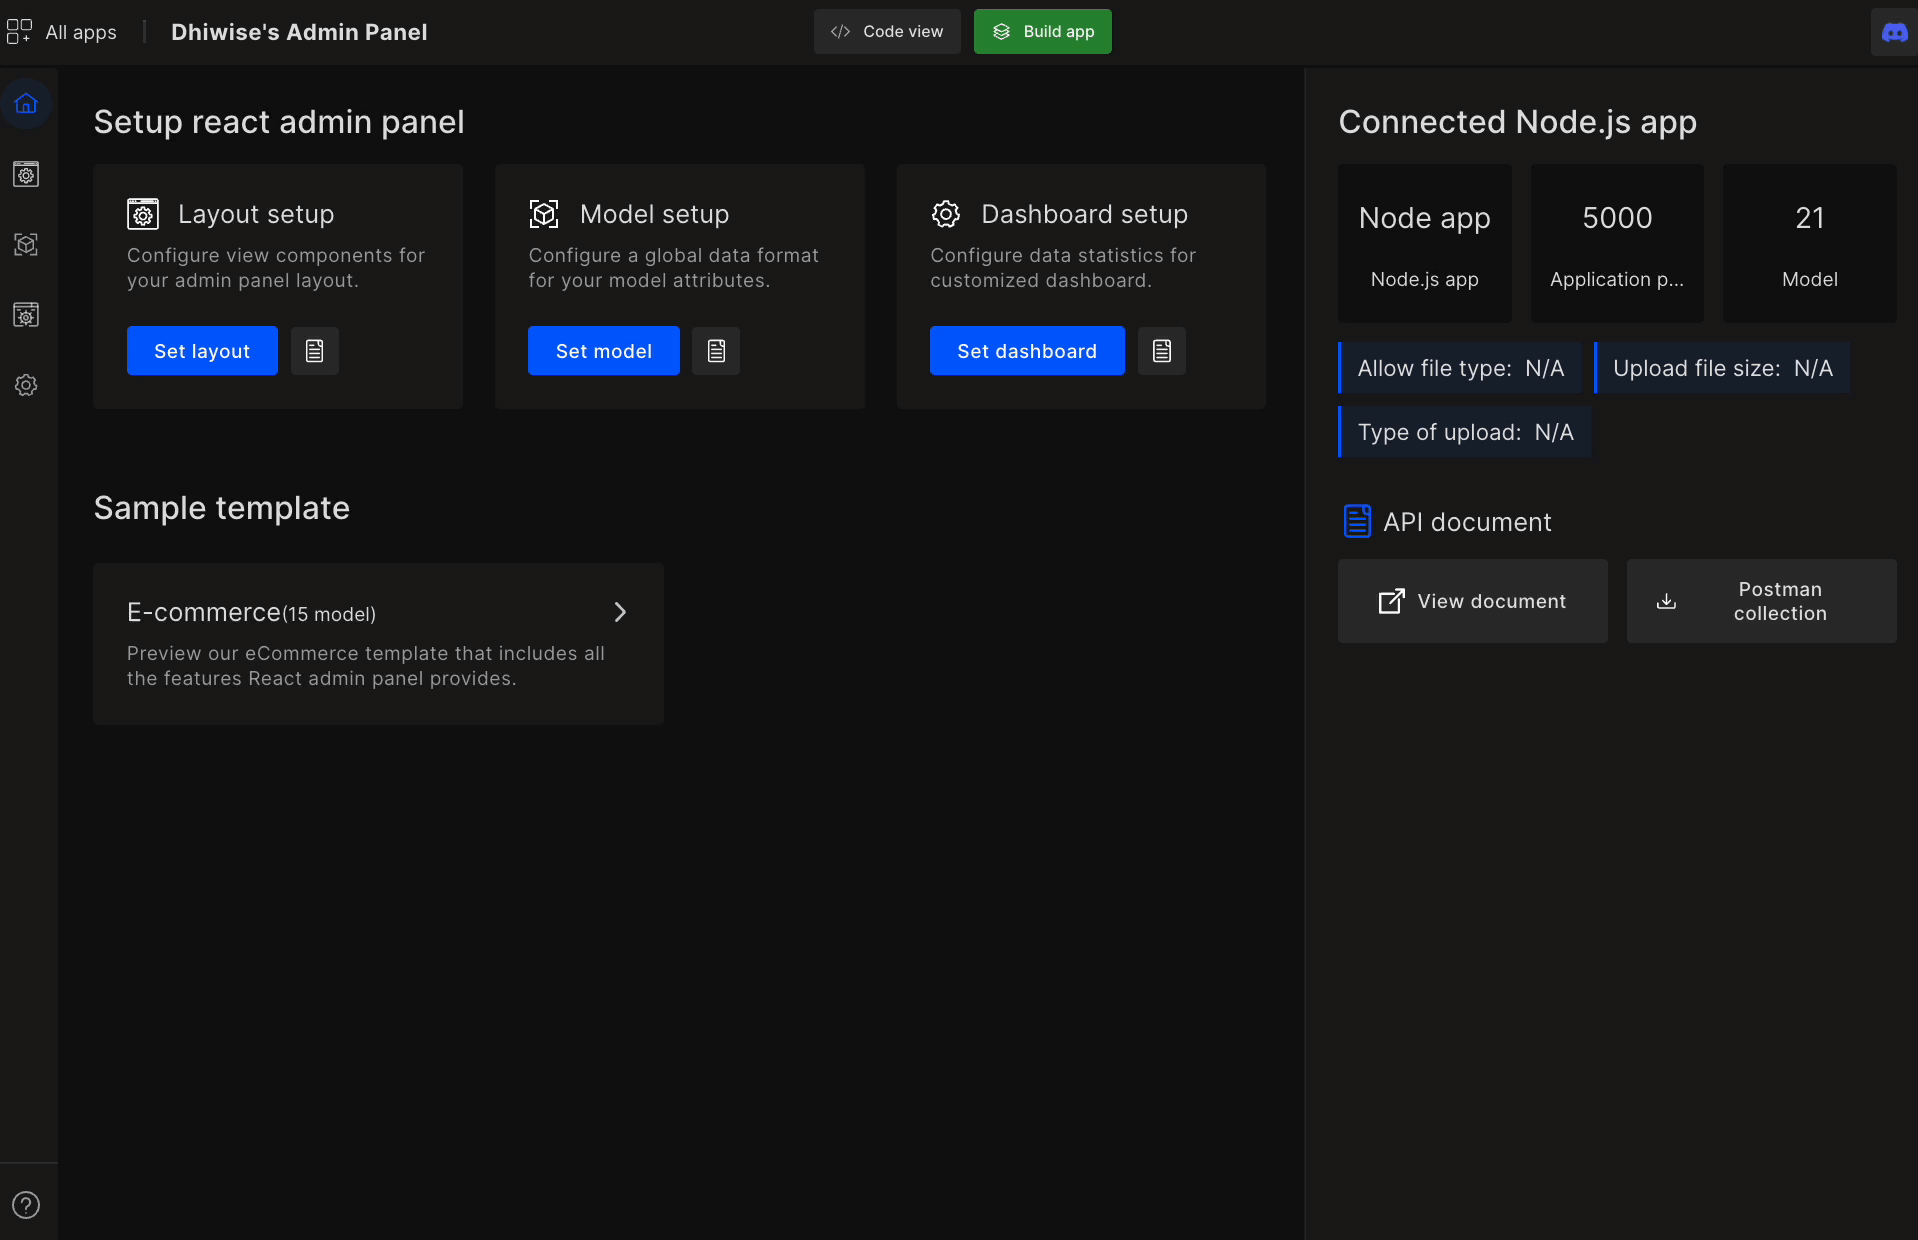 All apps
Dhiwise's Admin Panel
Code view
Build app
Setup react admin panel
Layout setup
Configure view components for
your admin panel layout.
Set layout
Model setup
Configure a global data format
for your model attributes.
Set model
Dashboard setup
Configure data statistics for
customized dashboard.
Set dashboard
Sample template
E-commerce(15 model)
Preview our eCommerce template that includes all
the features React admin panel provides.
Connected Node.js app
Node app
Node.js app
5000
Application p...
21
Model
Allow file type: N/A
Upload file size: N/A
Type of upload: N/A
API document
View document
Postman
collection